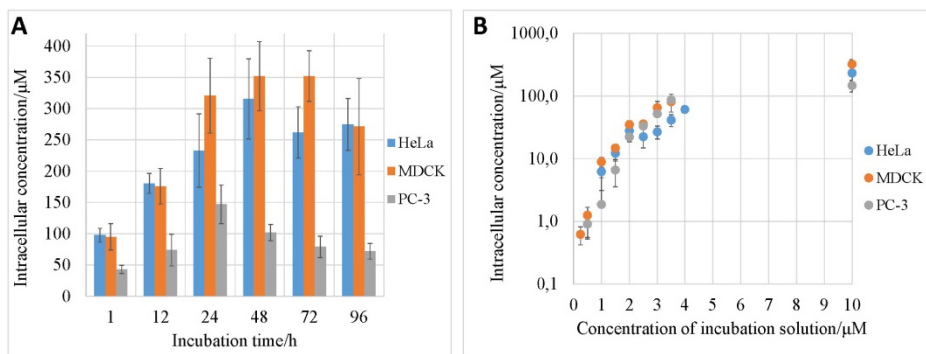 A
Intracellular concentration/µM
400
350
300
250
200
150
100
50
0
1 12 24 48 72 96
Incubation time/h
HeLa
MDCK
PC-3
B
Intracellular concentration/µM
1000,0
100,0
10,0
1,0
0,1
0 1 2 3 4 5 6 7 8 9 10
Concentration of incubation solution/µM
HeLa
MDCK
PC-3